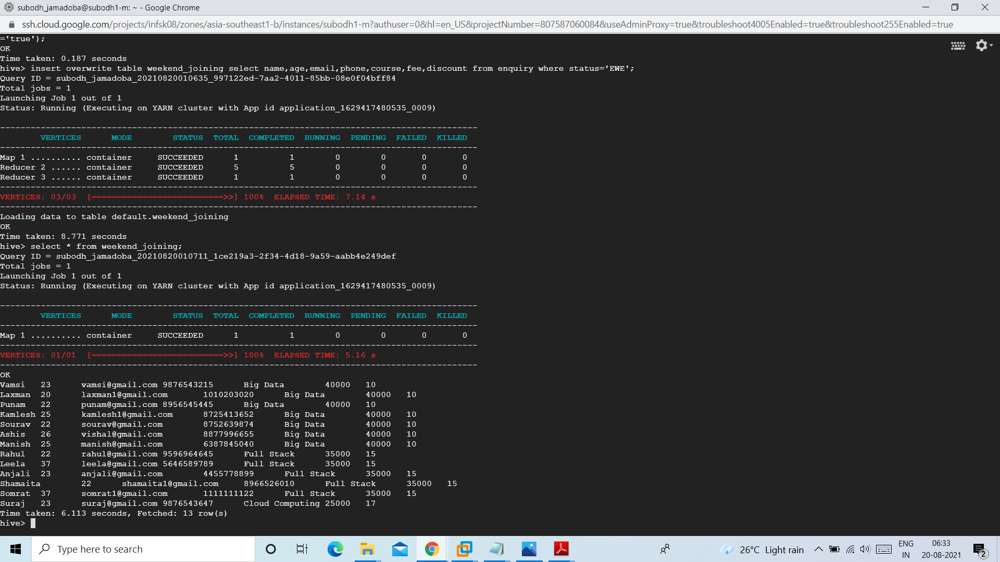 subodh_jamadoba@subodh1-m: ~ - Google Chrome
ssh.cloud.google.com/projects/infsk08/zones/asia-southeast1-b/instances/subodh1-m?authuser=0&hl=en_US&projectNumber=807587060084&useAdminProxy=true&troubleshoot4005Enabled=true&troubleshoot255Enabled=true
='true');
OK
Time taken: 0.187 seconds
hive> insert overwrite table weekend_joining select name,age,email,phone,course,fee,discount from enquiry where status='EWE';
Query ID = subodh_jamadoba_20210820010635_997122ed-7aa2-4011-85bb-08e0f04bff84
Total jobs = 1
Launching Job 1 out of 1
Status: Running (Executing on YARN cluster with App id application_1629417480535_0009)
----------------------------------------------------------------------------------------------
VERTICES MODE STATUS TOTAL COMPLETED RUNNING PENDING FAILED KILLED
----------------------------------------------------------------------------------------------
Map 1 .......... container SUCCEEDED 1 1 0 0 0 0
Reducer 2 ...... container SUCCEEDED 5 5 0 0 0 0
Reducer 3 ...... container SUCCEEDED 1 1 0 0 0 0
----------------------------------------------------------------------------------------------
VERTICES: 03/03 [==========================>>] 100% ELAPSED TIME: 7.14 s
----------------------------------------------------------------------------------------------
Loading data to table default.weekend_joining
OK
Time taken: 8.771 seconds
hive> select * from weekend_joining;
Query ID = subodh_jamadoba_20210820010711_1ce219a3-2f34-4d18-9a59-aabb4e249def
Total jobs = 1
Launching Job 1 out of 1
Status: Running (Executing on YARN cluster with App id application_1629417480535_0009)
----------------------------------------------------------------------------------------------
VERTICES MODE STATUS TOTAL COMPLETED RUNNING PENDING FAILED KILLED
----------------------------------------------------------------------------------------------
Map 1 .......... container SUCCEEDED 1 1 0 0 0 0
----------------------------------------------------------------------------------------------
VERTICES: 01/01 [==========================>>] 100% ELAPSED TIME: 5.16 s
----------------------------------------------------------------------------------------------
OK
Vamsi 23 vamsi@gmail.com 9876543215 Big Data 40000 10
Laxman 20 laxman1@gmail.com 1010203020 Big Data 40000 10
Punam 22 punam@gmail.com 8956545445 Big Data 40000 10
Kamlesh 25 kamlesh1@gmail.com 8725413652 Big Data 40000 10
Sourav 22 sourav@gmail.com 8752639874 Big Data 40000 10
Ashis 26 vishal@gmail.com 8877996655 Big Data 40000 10
Manish 25 manish@gmail.com 6387845040 Big Data 40000 10
Rahul 22 rahul@gmail.com 9596964645 Full Stack 35000 15
Leela 37 leela@gmail.com 5646589789 Full Stack 35000 15
Anjali 23 anjali@gmail.com 4455778899 Full Stack 35000 15
Shamaita 22 shamaita1@gmail.com 8966526010 Full Stack 35000 15
Somrat 37 somrat1@gmail.com 1111111122 Full Stack 35000 15
Suraj 23 suraj@gmail.com 9876543647 Cloud Computing 25000 17
Time taken: 6.113 seconds, Fetched: 13 row(s)
hive>
Type here to search
26°C Light rain
ENG
IN
06:33
20-08-2021
2